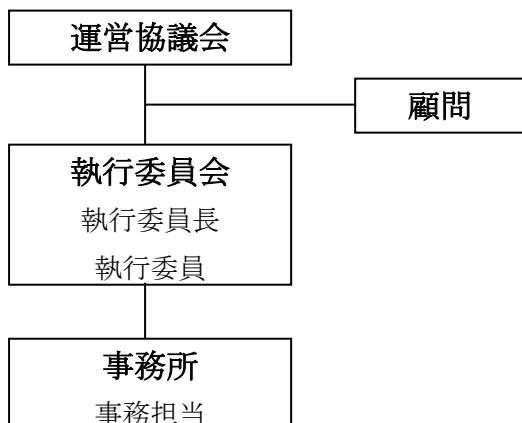 運営協議会
顧問
執行委員会
執行委員長
執行委員
事務所
事務担当